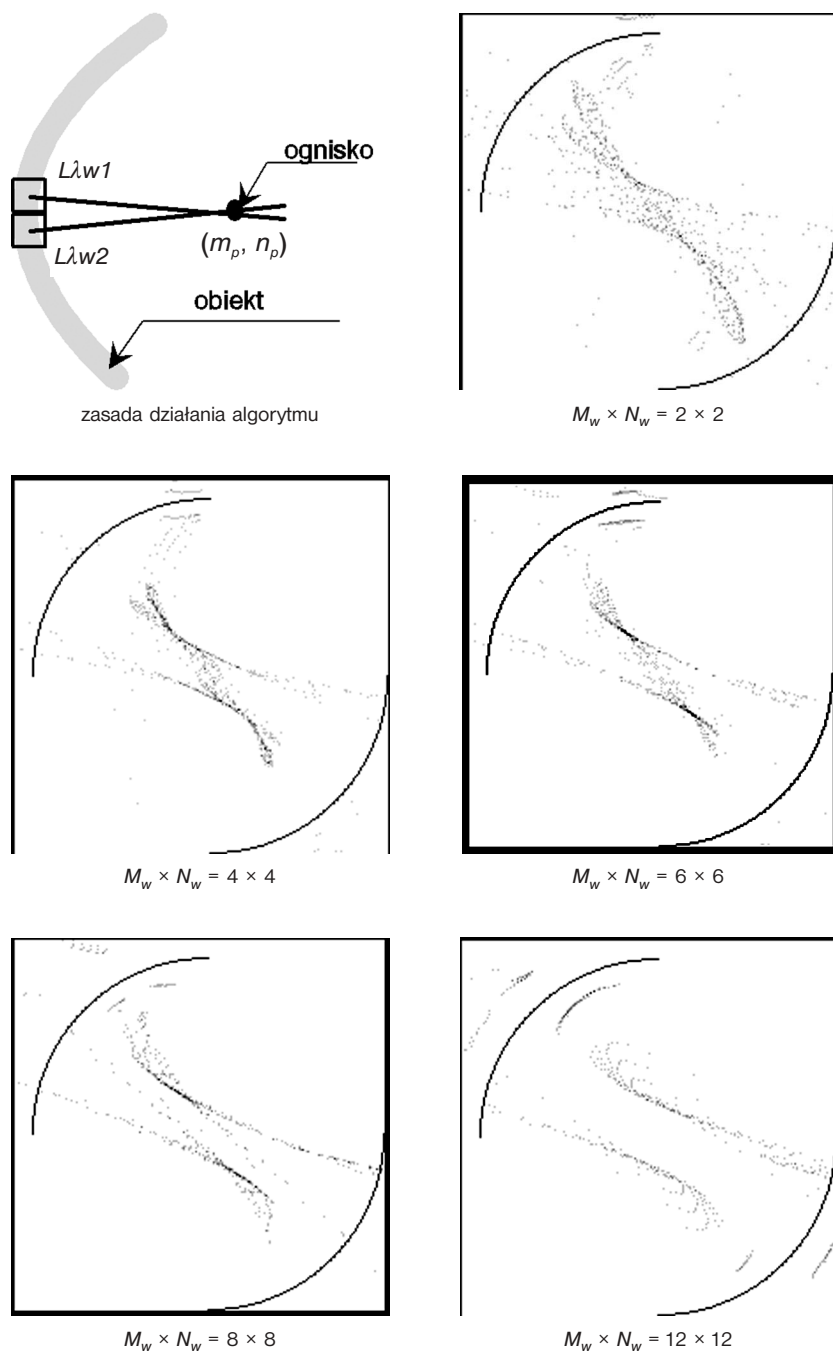 Lλw1
ognisko
Lλw2
(m_p, n_p)
obiekt
zasada działania algorytmu
M_w × N_w = 2 × 2
M_w × N_w = 4 × 4
M_w × N_w = 6 × 6
M_w × N_w = 8 × 8
M_w × N_w = 12 × 12